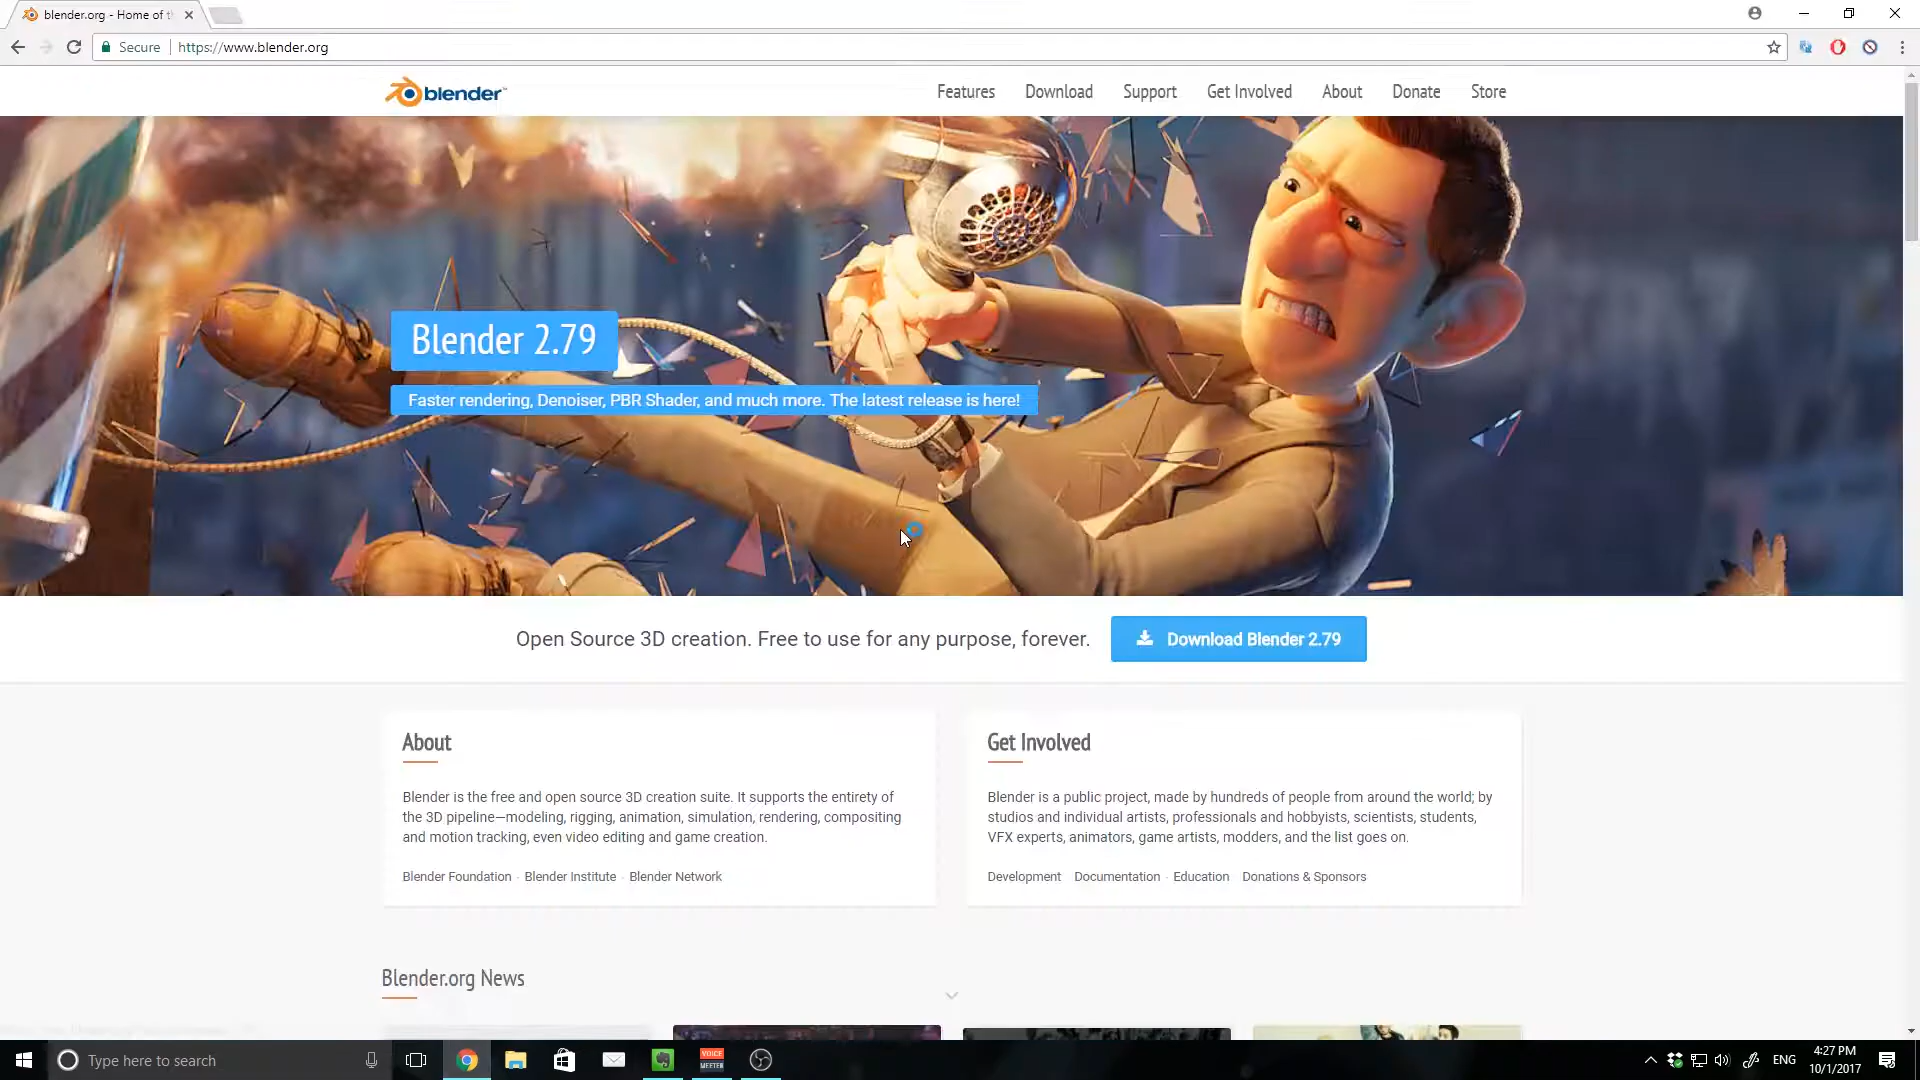 blender.org - Home of t
Secure https://www.blender.org
blender
Features Download Support Get Involved About Donate Store
Blender 2.79
Faster rendering, Denoiser, PBR Shader, and much more. The latest release is here!
Open Source 3D creation. Free to use for any purpose, forever.
Download Blender 2.79
About
Blender is the free and open source 3D creation suite. It supports the entirety of
the 3D pipeline—modeling, rigging, animation, simulation, rendering, compositing
and motion tracking, even video editing and game creation.
Blender Foundation · Blender Institute · Blender Network
Get Involved
Blender is a public project, made by hundreds of people from around the world; by
studios and individual artists, professionals and hobbyists, scientists, students,
VFX experts, animators, game artists, modders, and the list goes on.
Development Documentation · Education Donations & Sponsors
Blender.org News
Type here to search
VOICE
MEETER
ENG
4:27 PM
10/1/2017